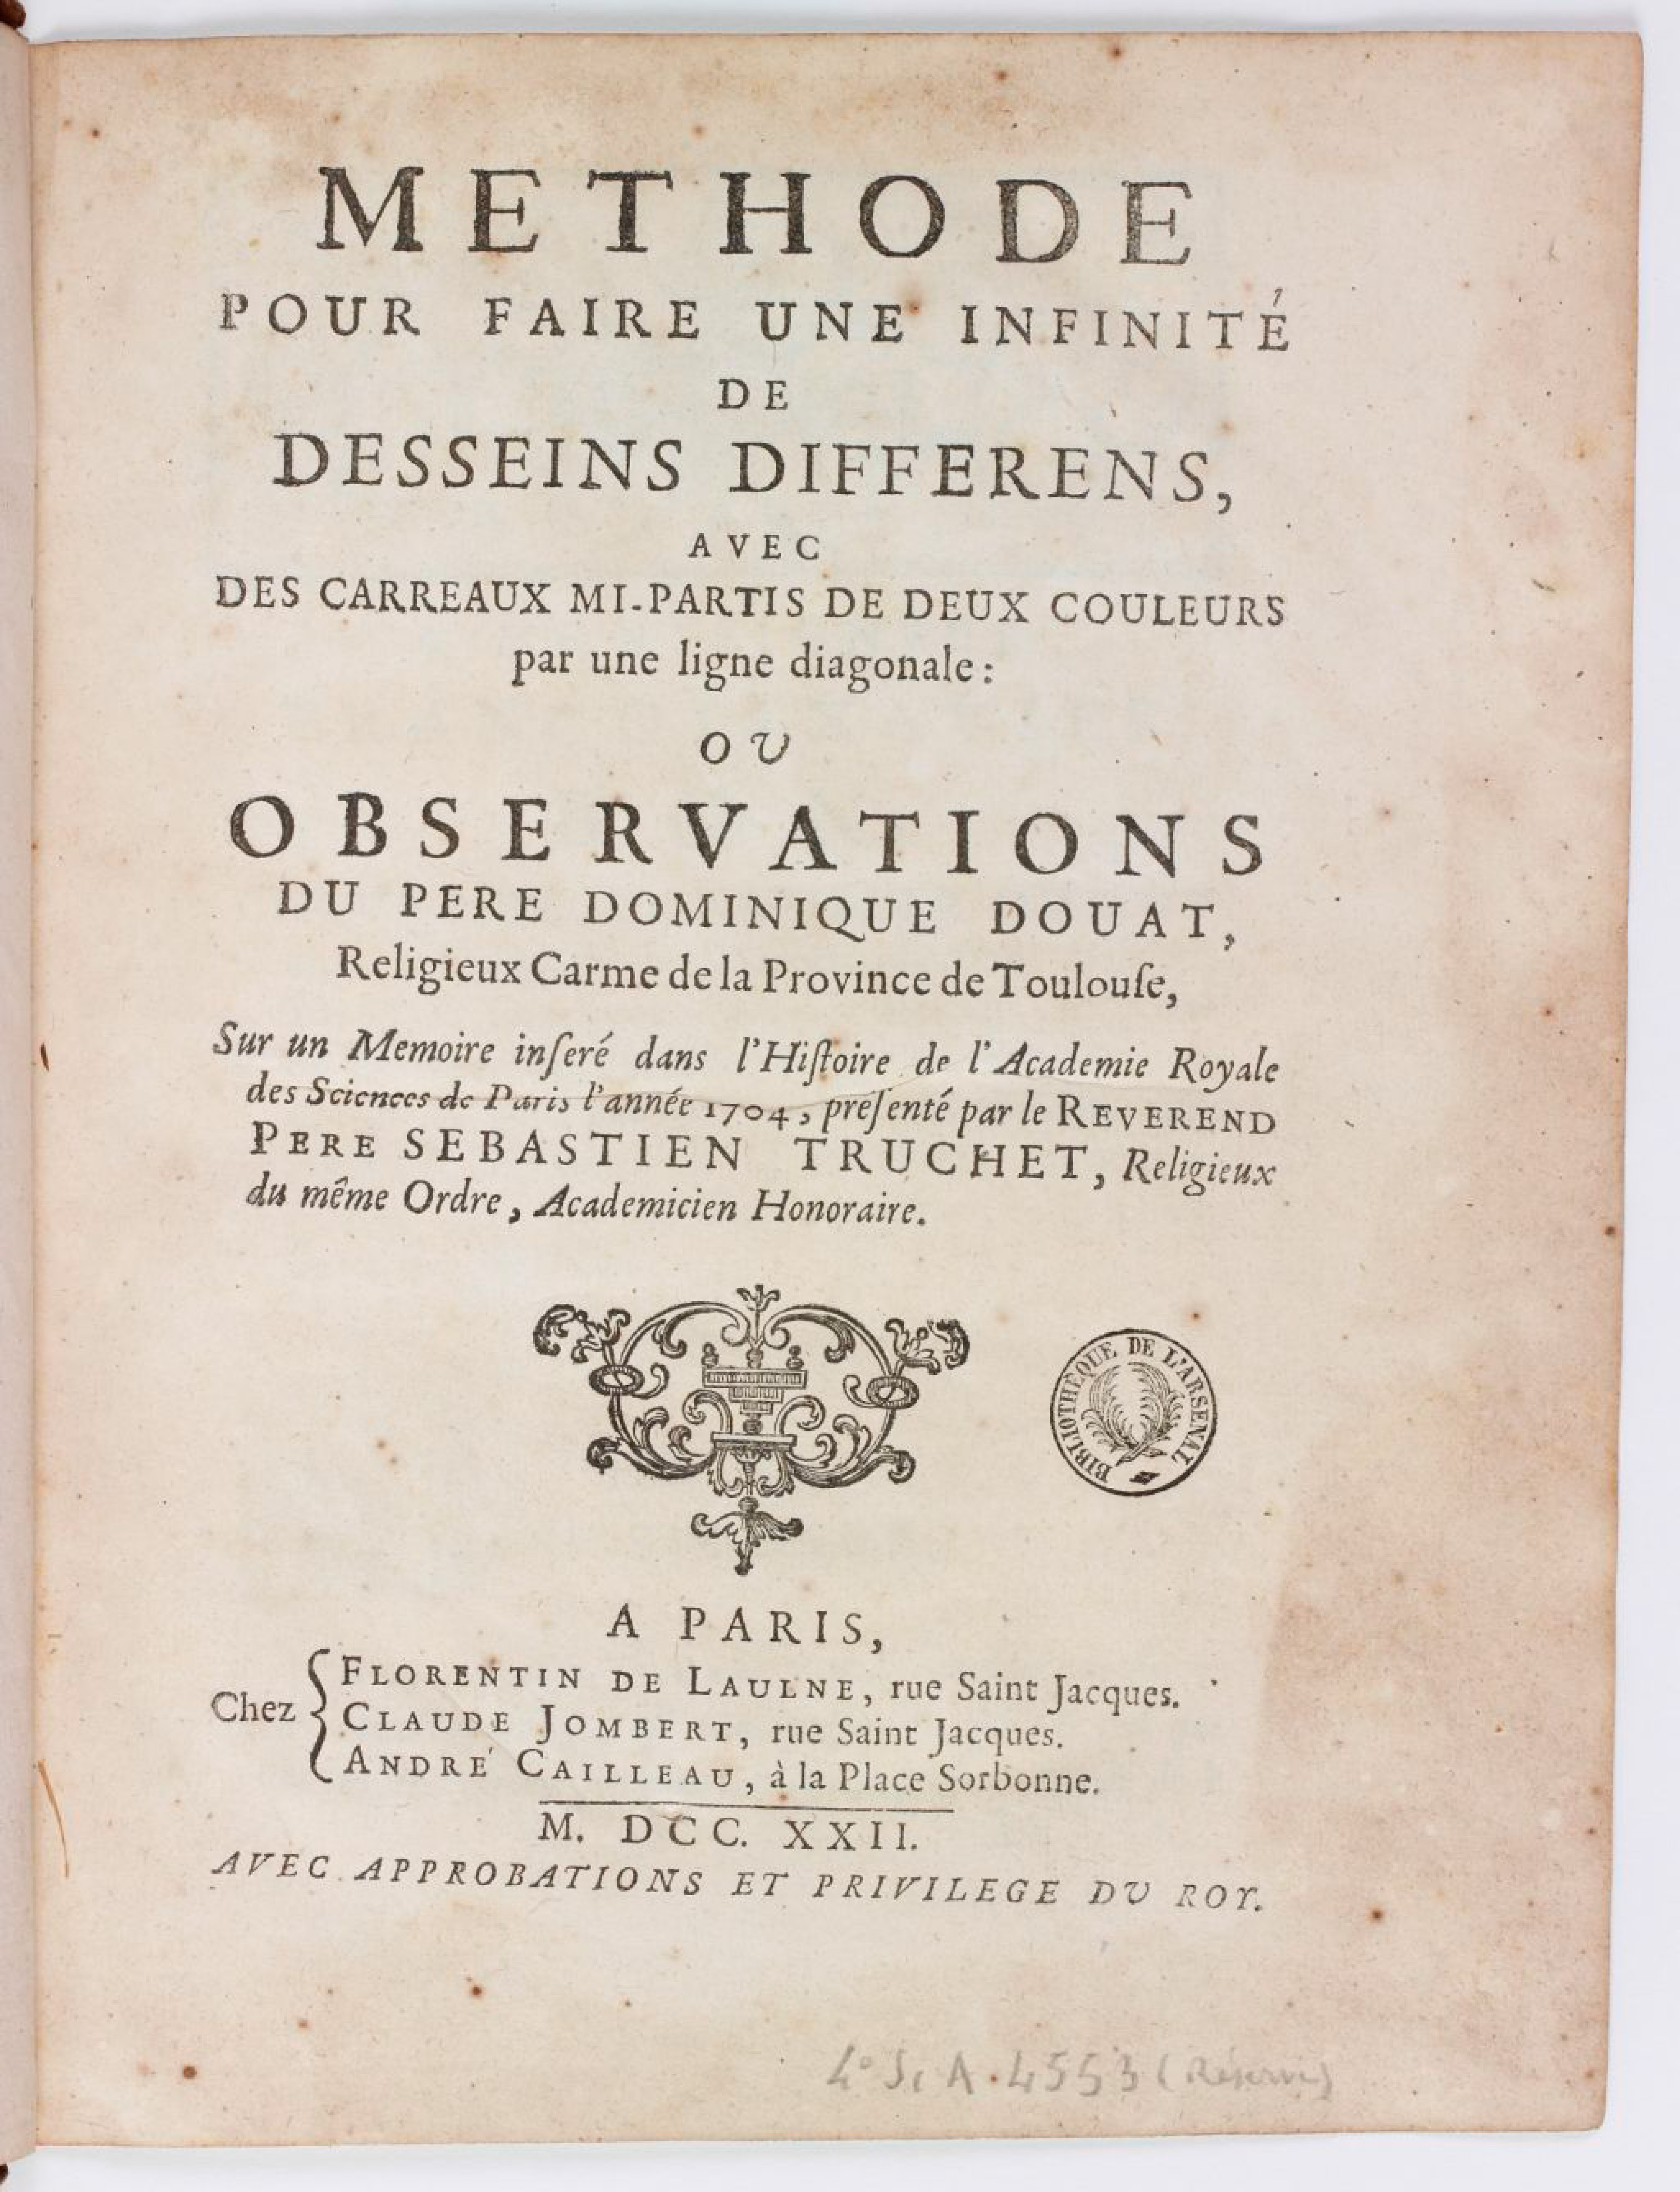 METHODE
POUR FAIRE UNE INFINITÉ
DE
DESSEINS DIFFERENS,
AVEC
DES CARREAUX MI-PARTIS DE DEUX COULEURS
par une ligne diagonale:
OU
OBSERVATIONS
DU PERE DOMINIQUE DOUAT,
Religieux Carme de la Province de Toulouſe,
Sur un Memoire inſeré dans l'Hiſtoire de l'Academie Royale
des Sciences de Paris l'année 1704, preſenté par le REVEREND
PERE SEBASTIEN TRUCHET, Religieux
du même Ordre, Academicien Honoraire.
BIBLIOTHEQUE DE L'ARSENAL
A PARIS,
Chez
FLORENTIN DE LAULNE, rue Saint Jacques.
CLAUDE JOMBERT, rue Saint Jacques.
ANDRÉ CAILLEAU, à la Place Sorbonne.
M. DCC. XXII.
AVEC APPROBATIONS ET PRIVILEGE DU ROY.
4° S. A. 4553 (Réserve)